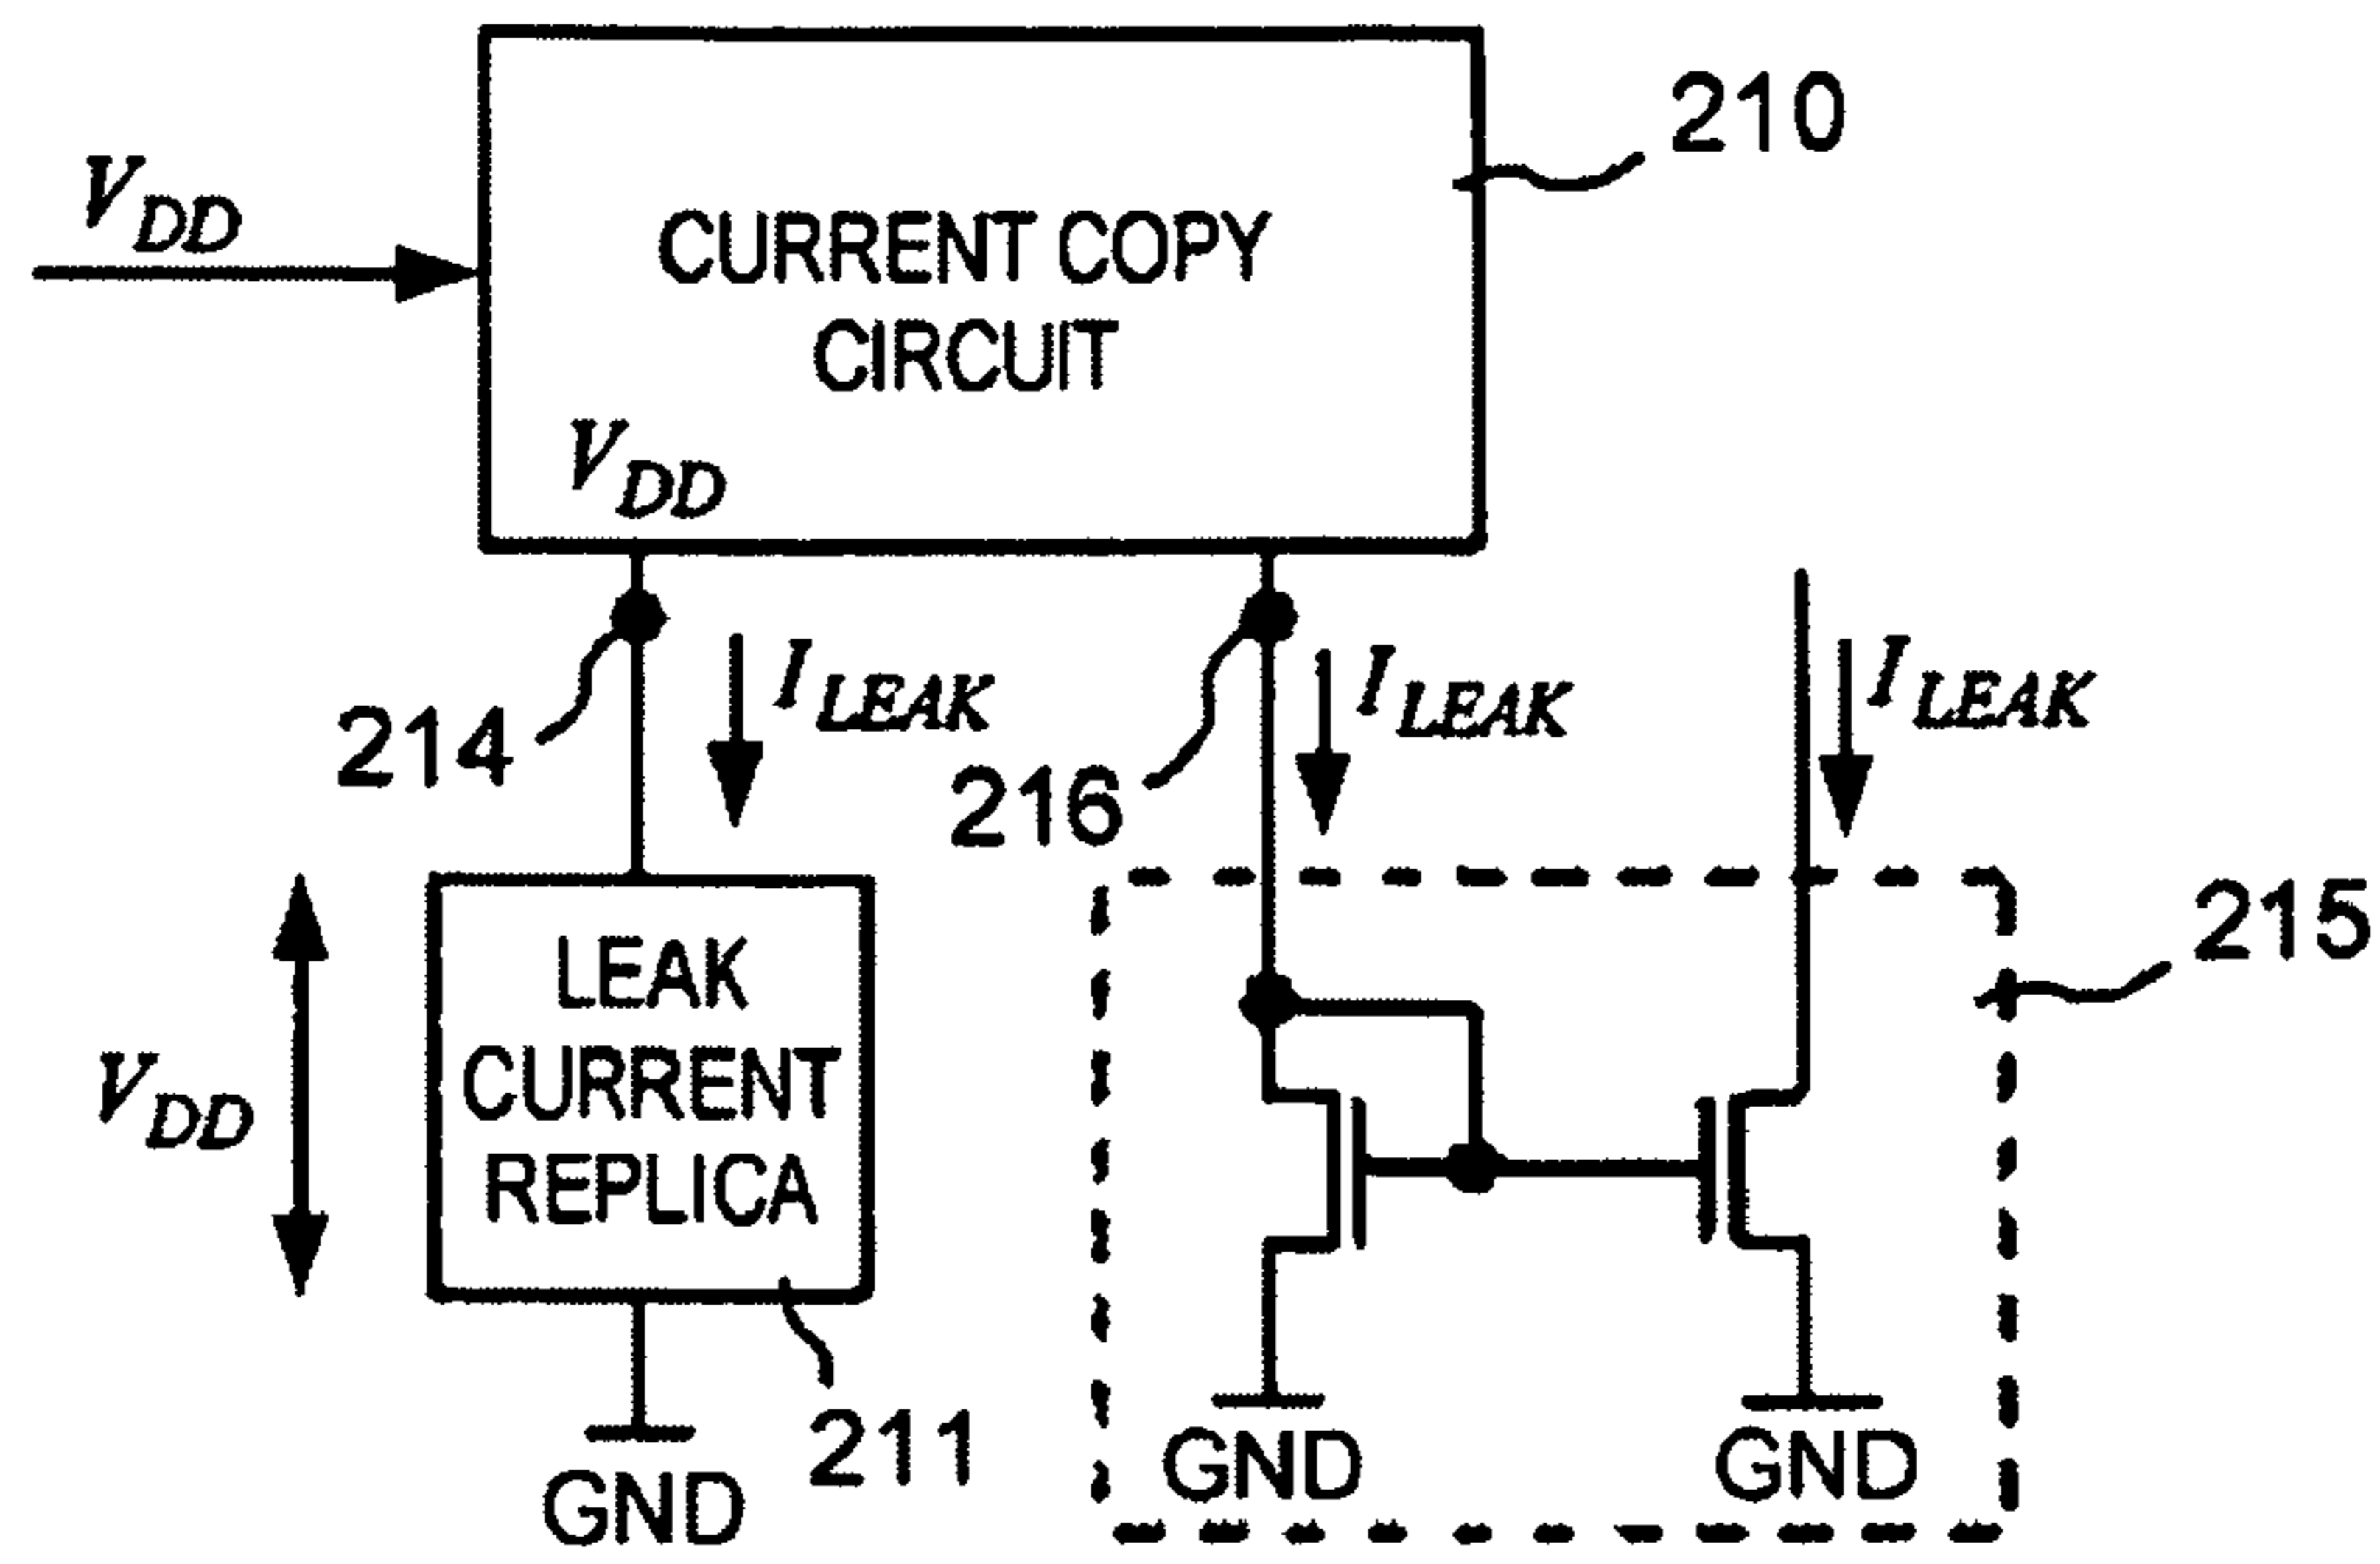 210
V_DD
CURRENT COPY
CIRCUIT
V_DD
I_LEAK
I_LEAK
I_LEAK
214
216
215
LEAK
CURRENT
REPLICA
V_DD
211
GND
GND
GND